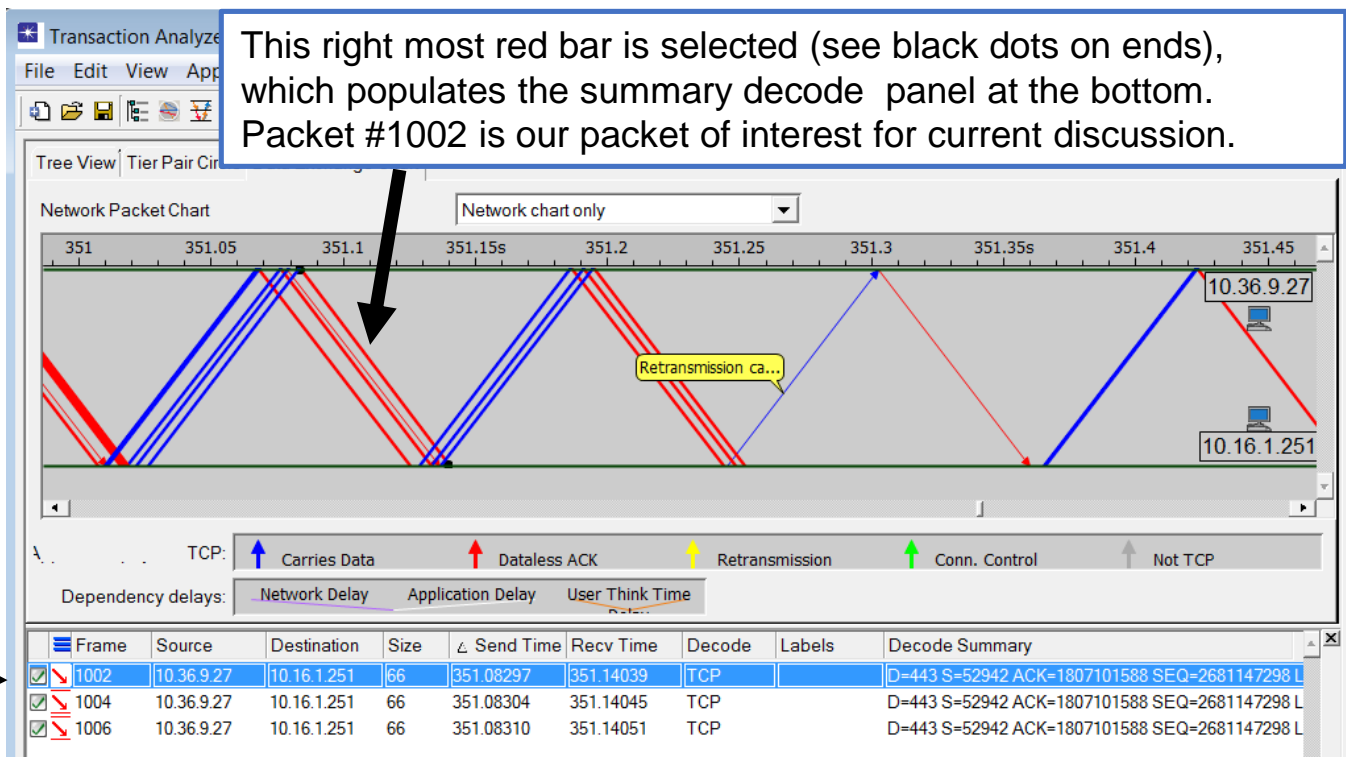 Transaction Analyze
This right most red bar is selected (see black dots on ends),
which populates the summary decode panel at the bottom.
Packet #1002 is our packet of interest for current discussion.
File Edit View App
Tree View Tier Pair Cir
Network Packet Chart Network chart only
351 351.05 351.1 351.15s 351.2 351.25 351.3 351.35s 351.4 351.45
10.36.9.27
Retransmission ca...
10.16.1.251
TCP: Carries Data Dataless ACK Retransmission Conn. Control Not TCP
Dependency delays: Network Delay Application Delay User Think Time
Frame Source Destination Size Send Time Recv Time Decode Labels Decode Summary
1002 10.36.9.27 10.16.1.251 66 351.08297 351.14039 TCP D=443 S=52942 ACK=1807101588 SEQ=2681147298 L
1004 10.36.9.27 10.16.1.251 66 351.08304 351.14045 TCP D=443 S=52942 ACK=1807101588 SEQ=2681147298 L
1006 10.36.9.27 10.16.1.251 66 351.08310 351.14051 TCP D=443 S=52942 ACK=1807101588 SEQ=2681147298 L